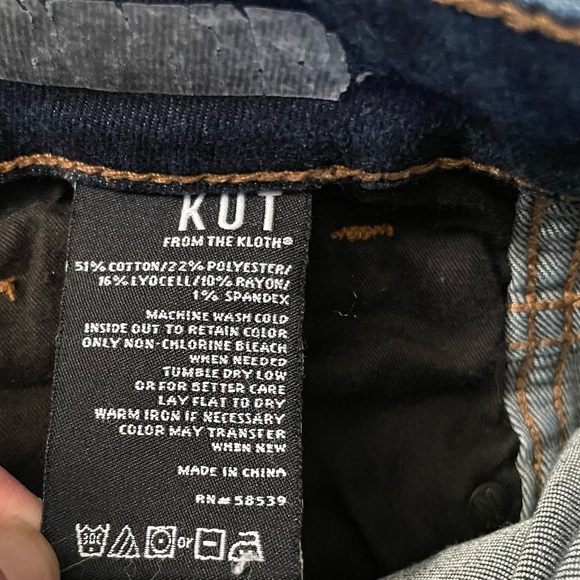 KUT
FROM THE KLOTH®
51% COTTON/22% POLYESTER/
16% LYOCELL/10% RAYON/
1% SPANDEX
MACHINE WASH COLD
INSIDE OUT TO RETAIN COLOR
ONLY NON-CHLORINE BLEACH
WHEN NEEDED
TUMBLE DRY LOW
OR FOR BETTER CARE
LAY FLAT TO DRY
WARM IRON IF NECESSARY
COLOR MAY TRANSFER
WHEN NEW
MADE IN CHINA
RN# 58539
30C or